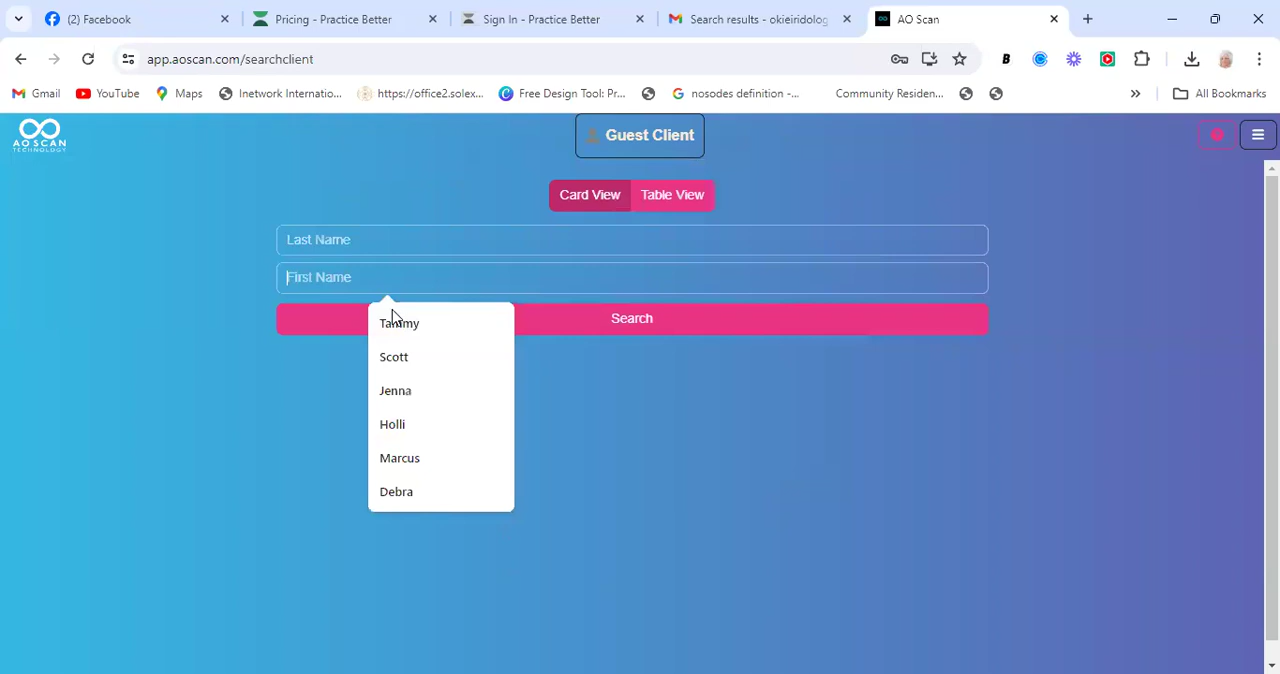 (2) Facebook
Pricing - Practice Better
Sign In - Practice Better
Search results - okieiridolog
AO Scan
app.aoscan.com/searchclient
B
Gmail
YouTube
Maps
Inetwork Internatio...
https://office2.solex...
Free Design Tool: Pr...
nosodes definition -...
Community Residen...
All Bookmarks
AO SCAN
TECHNOLOGY
Guest Client
Card View
Table View
Last Name
First Name
Search
Tammy
Scott
Jenna
Holli
Marcus
Debra